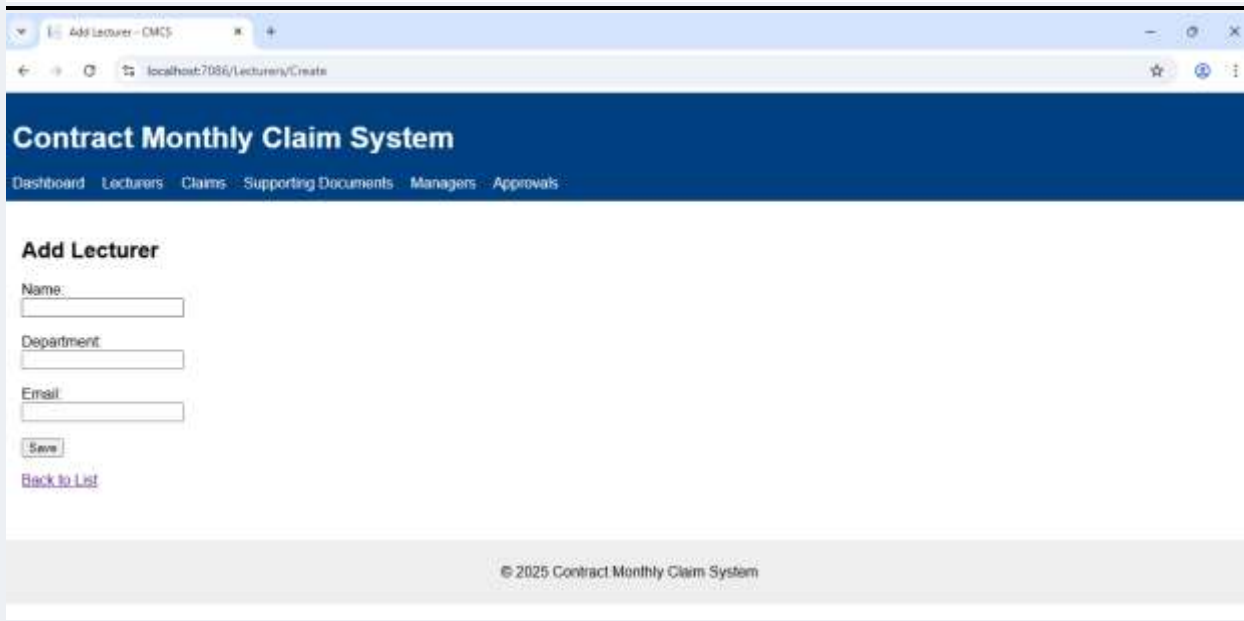 Add Lecturer - CMCS
localhost:7086/Lecturers/Create
Contract Monthly Claim System
Dashboard Lecturers Claims Supporting Documents Managers Approvals
Add Lecturer
Name:
Department:
Email:
Save
Back to List
© 2025 Contract Monthly Claim System